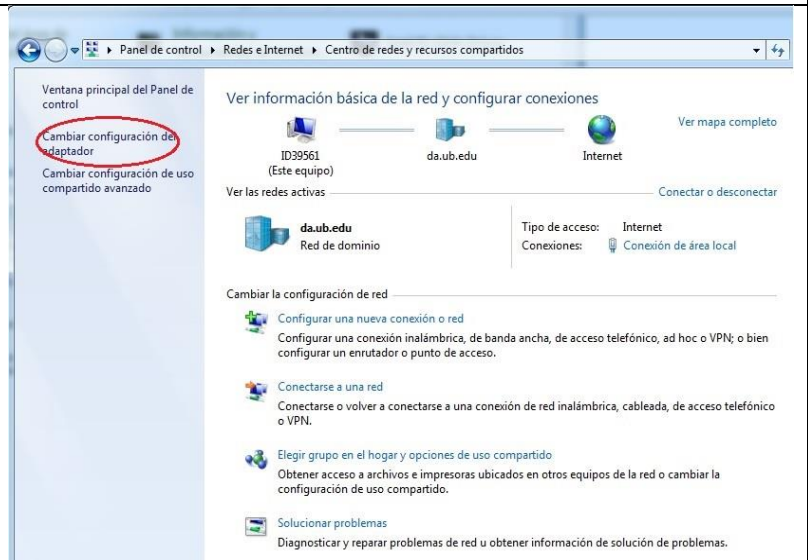 Panel de control ▸ Redes e Internet ▸ Centro de redes y recursos compartidos
Ventana principal del Panel de
control
Cambiar configuración del
adaptador
Cambiar configuración de uso
compartido avanzado
Ver información básica de la red y configurar conexiones
Ver mapa completo
ID39561
(Este equipo)
da.ub.edu
Internet
Ver las redes activas
Conectar o desconectar
da.ub.edu
Red de dominio
Tipo de acceso: Internet
Conexiones: Conexión de área local
Cambiar la configuración de red
Configurar una nueva conexión o red
Configurar una conexión inalámbrica, de banda ancha, de acceso telefónico, ad hoc o VPN; o bien
configurar un enrutador o punto de acceso.
Conectarse a una red
Conectarse o volver a conectarse a una conexión de red inalámbrica, cableada, de acceso telefónico
o VPN.
Elegir grupo en el hogar y opciones de uso compartido
Obtener acceso a archivos e impresoras ubicados en otros equipos de la red o cambiar la
configuración de uso compartido.
Solucionar problemas
Diagnosticar y reparar problemas de red u obtener información de solución de problemas.